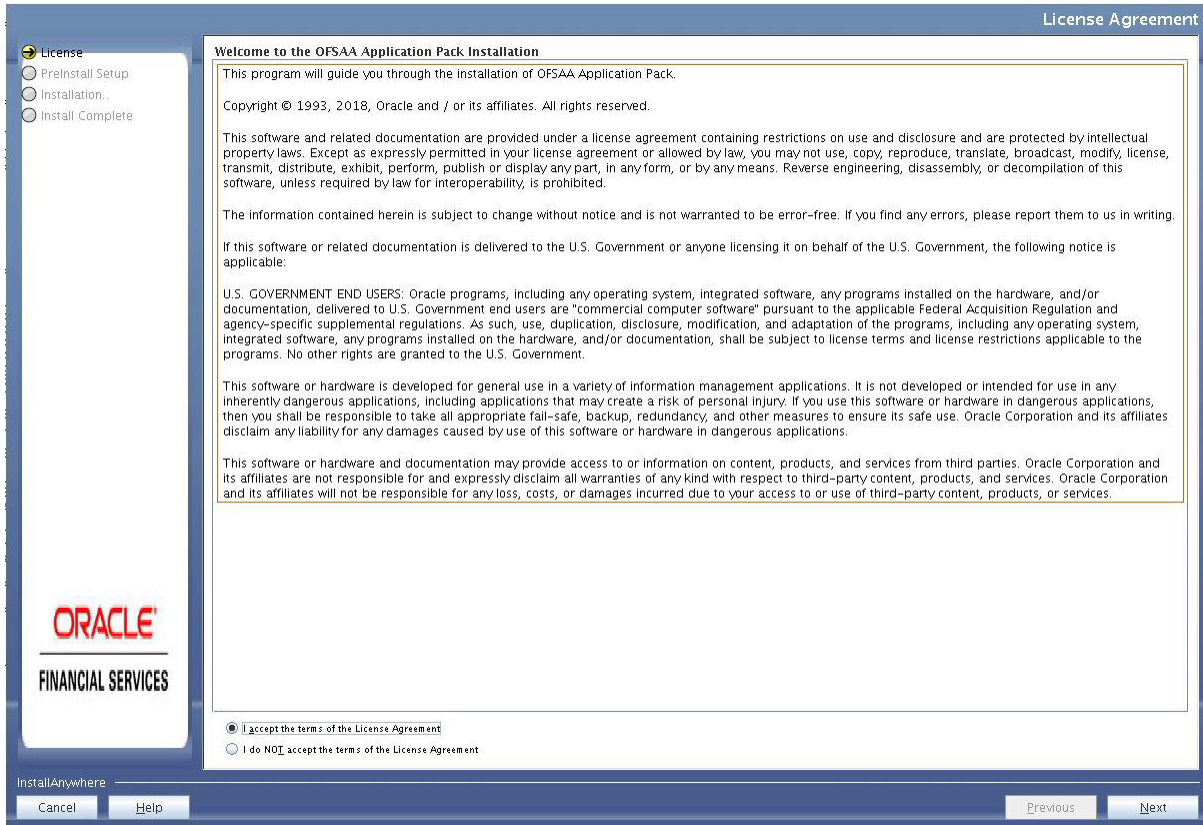 License Agreement
License
PreInstall Setup
Installation..
Install Complete
Welcome to the OFSAA Application Pack Installation
This program will guide you through the installation of OFSAA Application Pack.
Copyright © 1993, 2018, Oracle and / or its affiliates. All rights reserved.
This software and related documentation are provided under a license agreement containing restrictions on use and disclosure and are protected by intellectual
property laws. Except as expressly permitted in your license agreement or allowed by law, you may not use, copy, reproduce, translate, broadcast, modify, license,
transmit, distribute, exhibit, perform, publish or display any part, in any form, or by any means. Reverse engineering, disassembly, or decompilation of this
software, unless required by law for interoperability, is prohibited.
The information contained herein is subject to change without notice and is not warranted to be error-free. If you find any errors, please report them to us in writing.
If this software or related documentation is delivered to the U.S. Government or anyone licensing it on behalf of the U.S. Government, the following notice is
applicable:
U.S. GOVERNMENT END USERS: Oracle programs, including any operating system, integrated software, any programs installed on the hardware, and/or
documentation, delivered to U.S. Government end users are "commercial computer software" pursuant to the applicable Federal Acquisition Regulation and
agency-specific supplemental regulations. As such, use, duplication, disclosure, modification, and adaptation of the programs, including any operating system,
integrated software, any programs installed on the hardware, and/or documentation, shall be subject to license terms and license restrictions applicable to the
programs. No other rights are granted to the U.S. Government.
This software or hardware is developed for general use in a variety of information management applications. It is not developed or intended for use in any
inherently dangerous applications, including applications that may create a risk of personal injury. If you use this software or hardware in dangerous applications,
then you shall be responsible to take all appropriate fail-safe, backup, redundancy, and other measures to ensure its safe use. Oracle Corporation and its affiliates
disclaim any liability for any damages caused by use of this software or hardware in dangerous applications.
This software or hardware and documentation may provide access to or information on content, products, and services from third parties. Oracle Corporation and
its affiliates are not responsible for and expressly disclaim all warranties of any kind with respect to third-party content, products, and services. Oracle Corporation
and its affiliates will not be responsible for any loss, costs, or damages incurred due to your access to or use of third-party content, products, or services.
ORACLE
FINANCIAL SERVICES
I accept the terms of the License Agreement
I do NOT accept the terms of the License Agreement
InstallAnywhere
Cancel
Help
Previous
Next